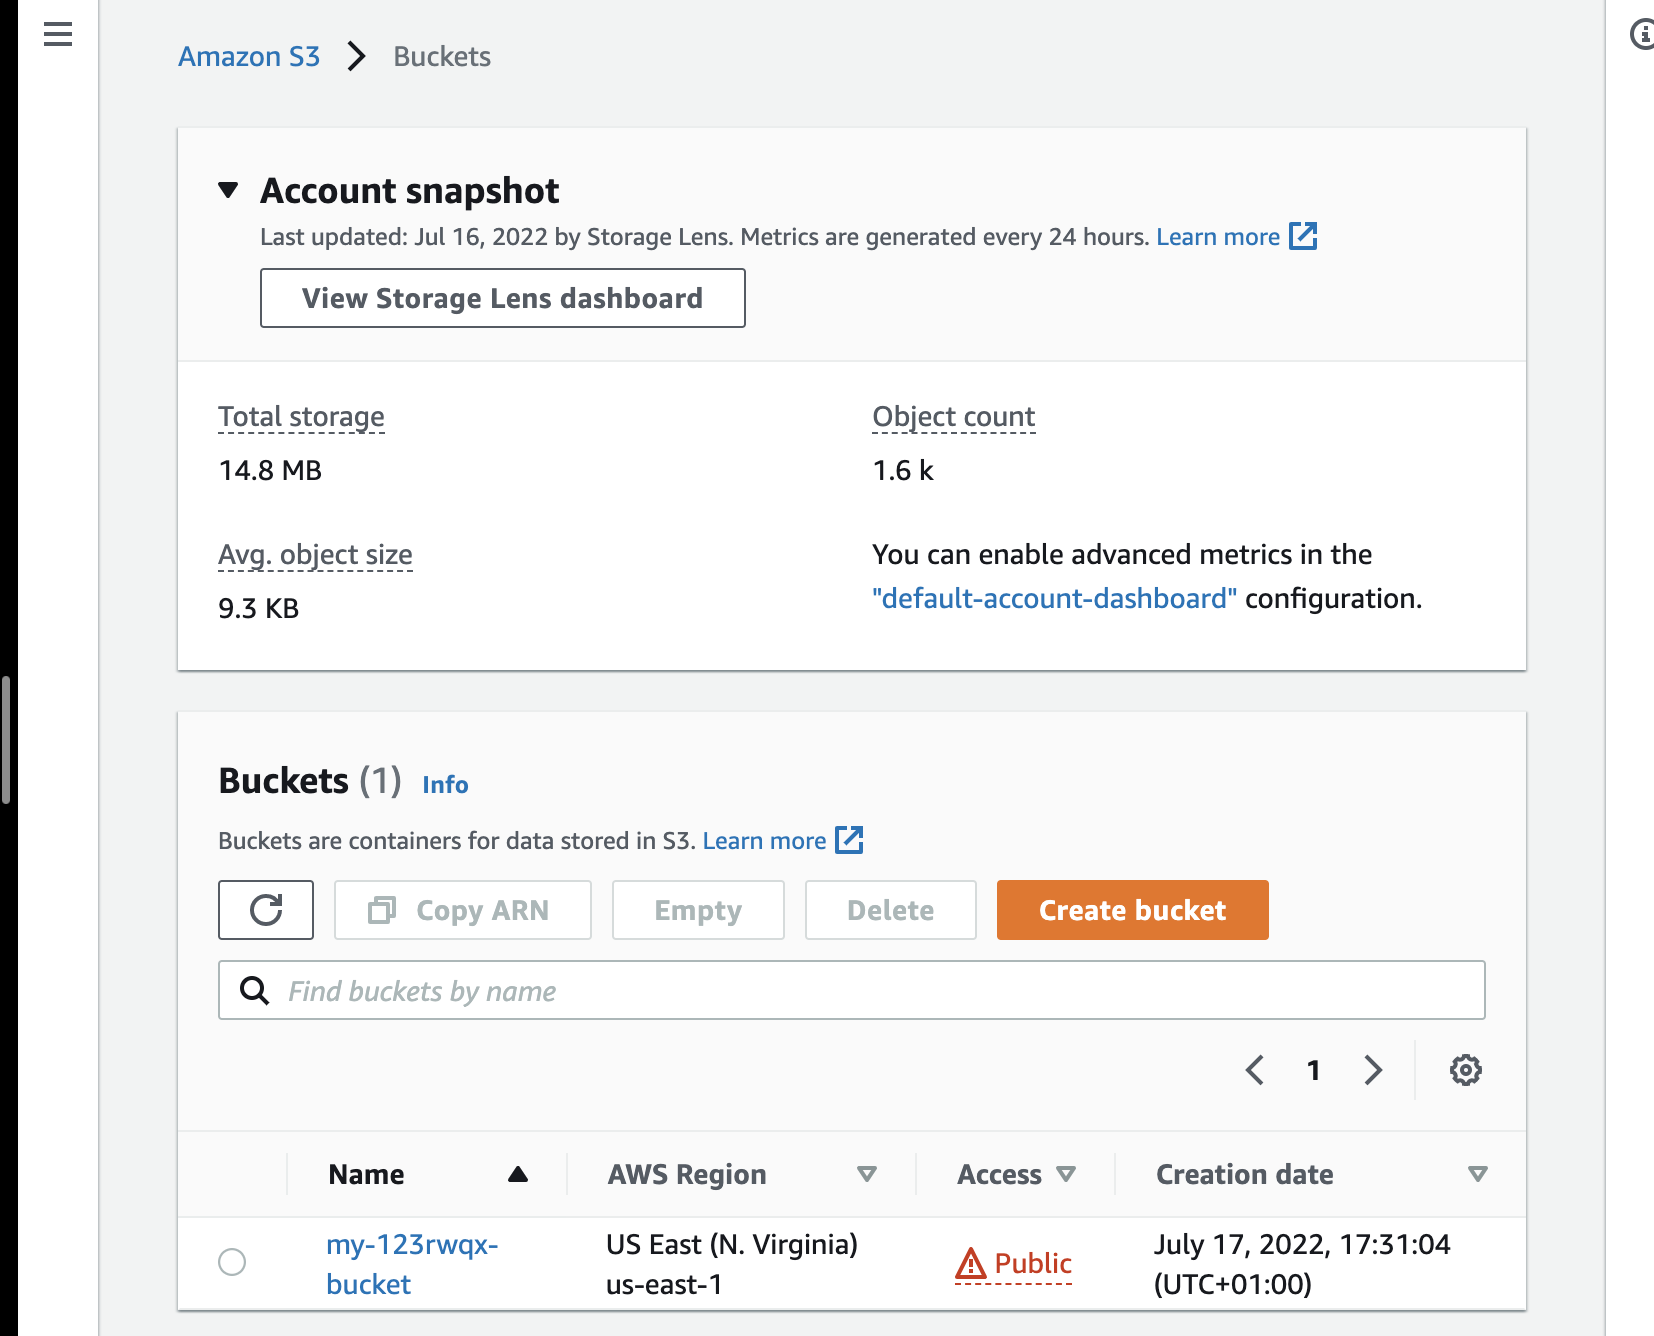 Amazon S3 > Buckets
Account snapshot
Last updated: Jul 16, 2022 by Storage Lens. Metrics are generated every 24 hours. Learn more
View Storage Lens dashboard
Total storage
14.8 MB
Object count
1.6 k
Avg. object size
9.3 KB
You can enable advanced metrics in the
"default-account-dashboard" configuration.
Buckets (1) Info
Buckets are containers for data stored in S3. Learn more
Copy ARN Empty Delete Create bucket
Find buckets by name
1
Name AWS Region Access Creation date
my-123rwqx-
bucket
US East (N. Virginia)
us-east-1
Public
July 17, 2022, 17:31:04
(UTC+01:00)